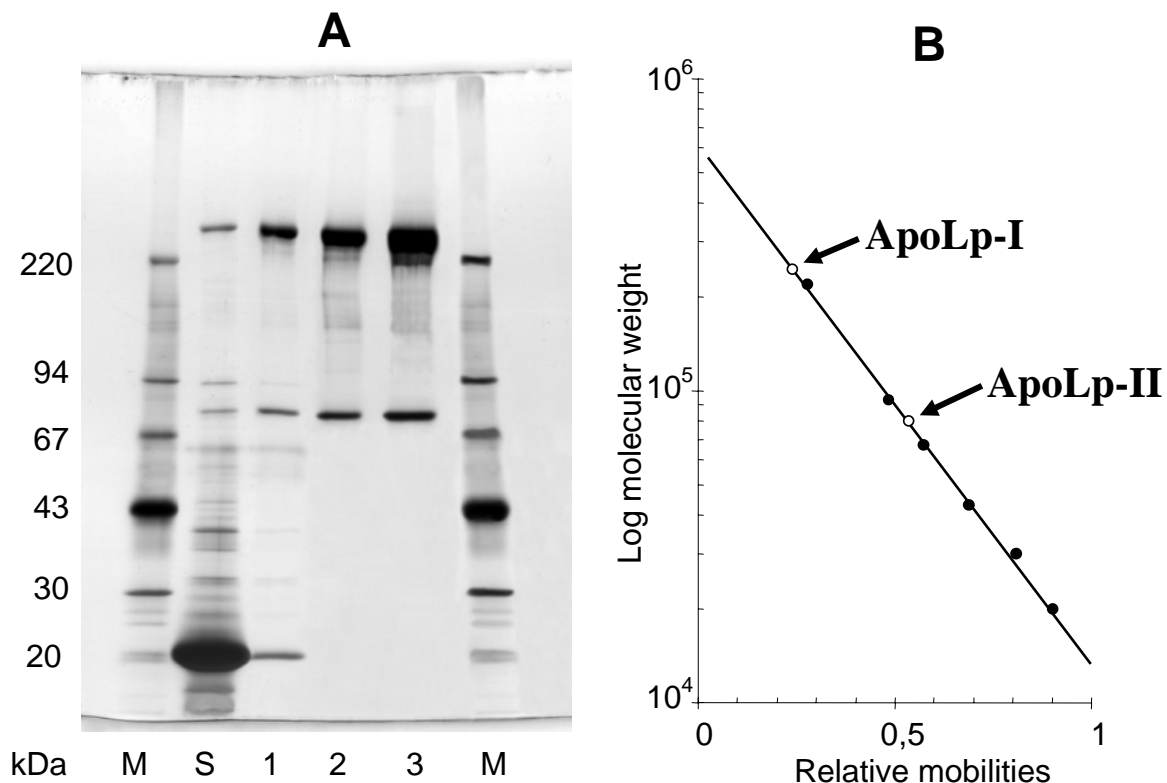 A
220
94
67
43
30
20
kDa M S 1 2 3 M
B
10⁶
10⁵
10⁴
Log molecular weight
ApoLp-I
ApoLp-II
0 0,5 1
Relative mobilities